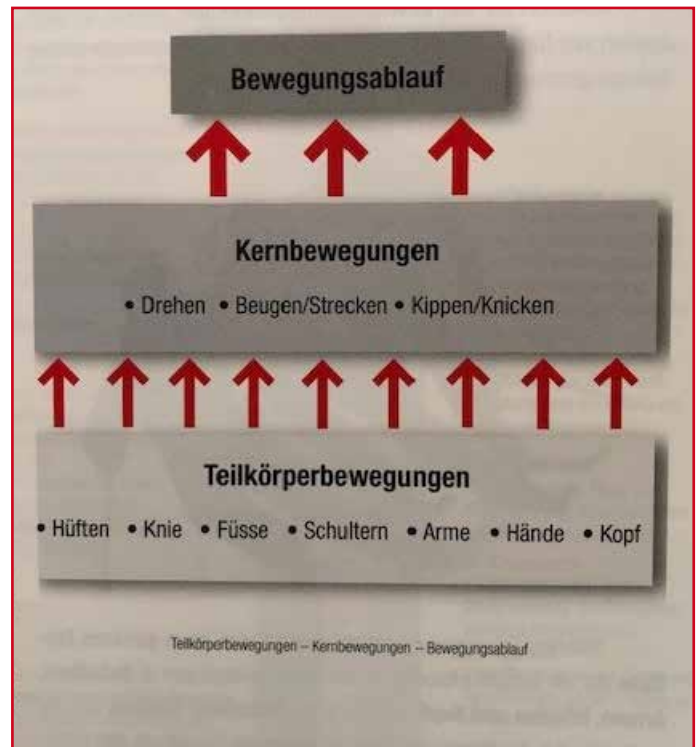 Bewegungsablauf
Kernbewegungen
• Drehen • Beugen/Strecken • Kippen/Knicken
Teilkörperbewegungen
• Hüften • Knie • Füsse • Schultern • Arme • Hände • Kopf
Teilkörperbewegungen – Kernbewegungen – Bewegungsablauf